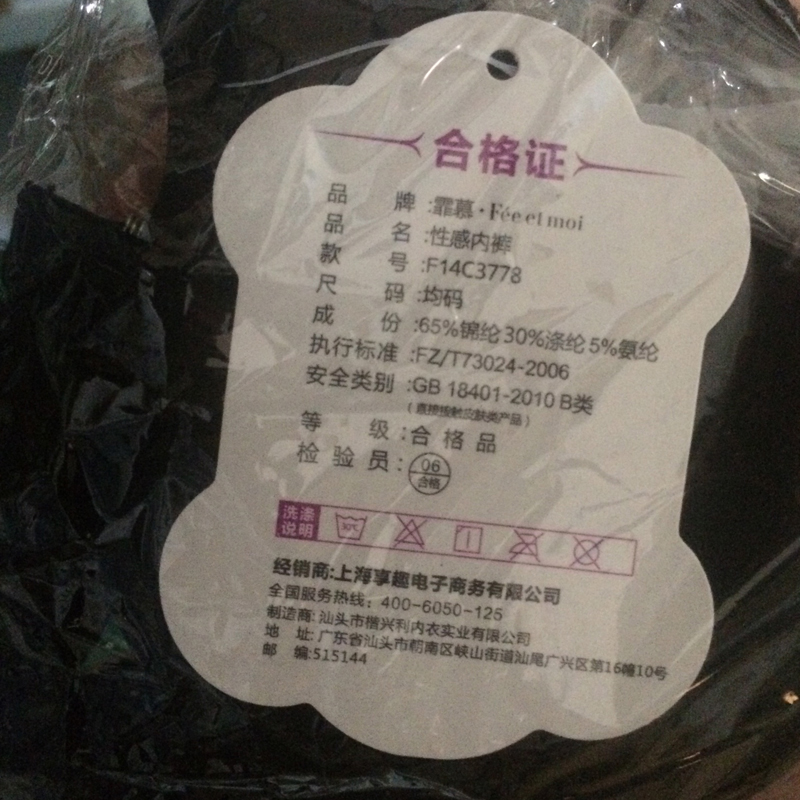 合格证
品牌:霏慕·Fée et moi
品名:性感内裤
款号:F14C3778
尺码:均码
成份:65%锦纶30%涤纶5%氨纶
执行标准:FZ/T73024-2006
安全类别:GB 18401-2010 B类
(直接接触皮肤类产品)
等级:合格品
检验员:06
合格
洗涤
说明
30℃
经销商:上海享趣电子商务有限公司
全国服务热线:400-6050-125
制造商:汕头市楷兴利内衣实业有限公司
地址:广东省汕头市朝南区峡山街道汕尾广兴区第16幢10号
邮编:515144